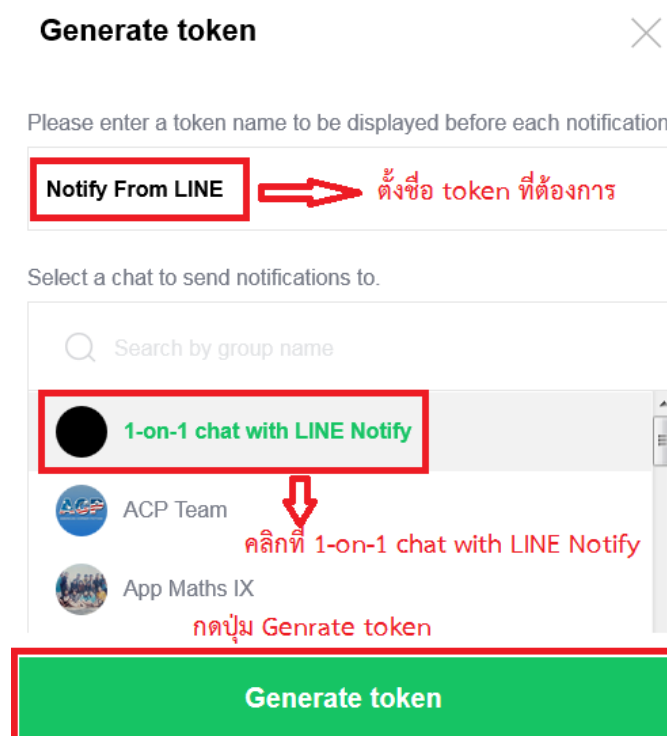 Generate token
Please enter a token name to be displayed before each notification
Notify From LINE
ตั้งชื่อ token ที่ต้องการ
Select a chat to send notifications to.
Search by group name
1-on-1 chat with LINE Notify
ACP
ACP Team
คลิกที่ 1-on-1 chat with LINE Notify
App Maths IX
กดปุ่ม Genrate token
Generate token